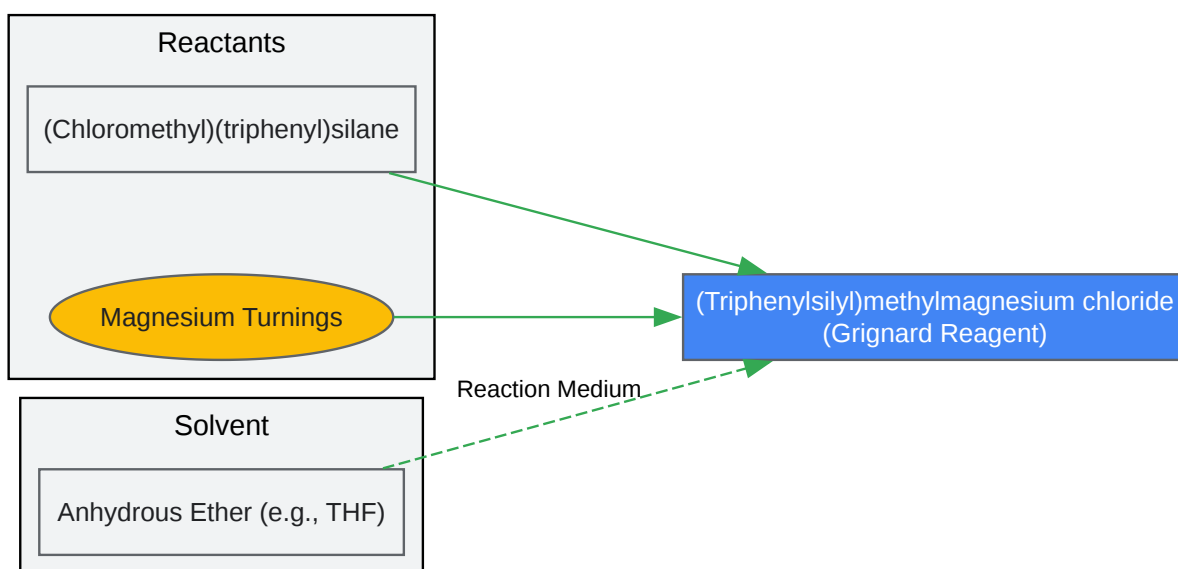 Reactants
(Chloromethyl)(triphenyl)silane
Magnesium Turnings
(Triphenylsilyl)methylmagnesium chloride
(Grignard Reagent)
Reaction Medium
Solvent
Anhydrous Ether (e.g., THF)